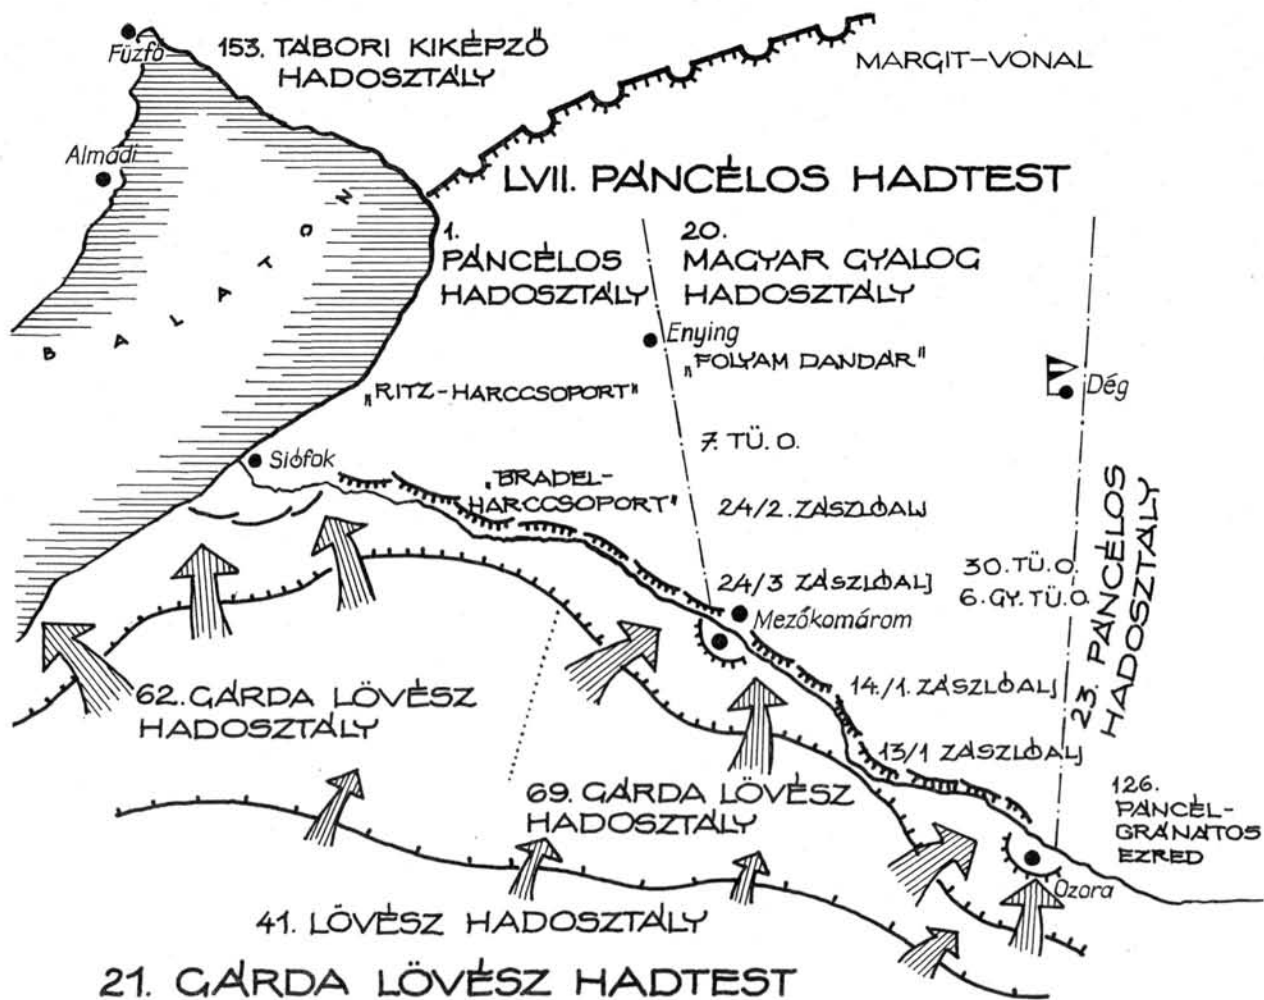 Fűzfő
153. TÁBORI KIKÉPZŐ
HADOSZTÁLY
MARGIT-VONAL
Almádi
BALATON
LVII. PÁNCÉLOS HADTEST
1.
PÁNCÉLOS
HADOSZTÁLY
20.
MAGYAR GYALOG
HADOSZTÁLY
Enying
„FOLYAM DANDÁR"
Dég
„RITZ-HARCCSOPORT"
7. TÜ. O.
Siófok
„BRADEL-
HARCCSOPORT"
24/2. ZÁSZLÓALJ
24/3 ZÁSZLÓALJ
30. TÜ. O.
6. GY. TÜ. O.
23. PÁNCÉLOS
HADOSZTÁLY
Mezőkomárom
14./1. ZÁSZLÓALJ
13/1 ZÁSZLÓALJ
62. GÁRDA LÖVÉSZ
HADOSZTÁLY
69. GÁRDA LÖVÉSZ
HADOSZTÁLY
126.
PÁNCÉL-
GRÁNÁTOS
EZRED
Ozora
41. LÖVÉSZ HADOSZTÁLY
21. GÁRDA LÖVÉSZ HADTEST